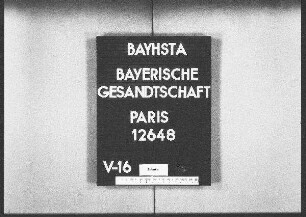 BAYHSTA
BAYERISCHE
GESANDTSCHAFT
PARIS
12648
V-16